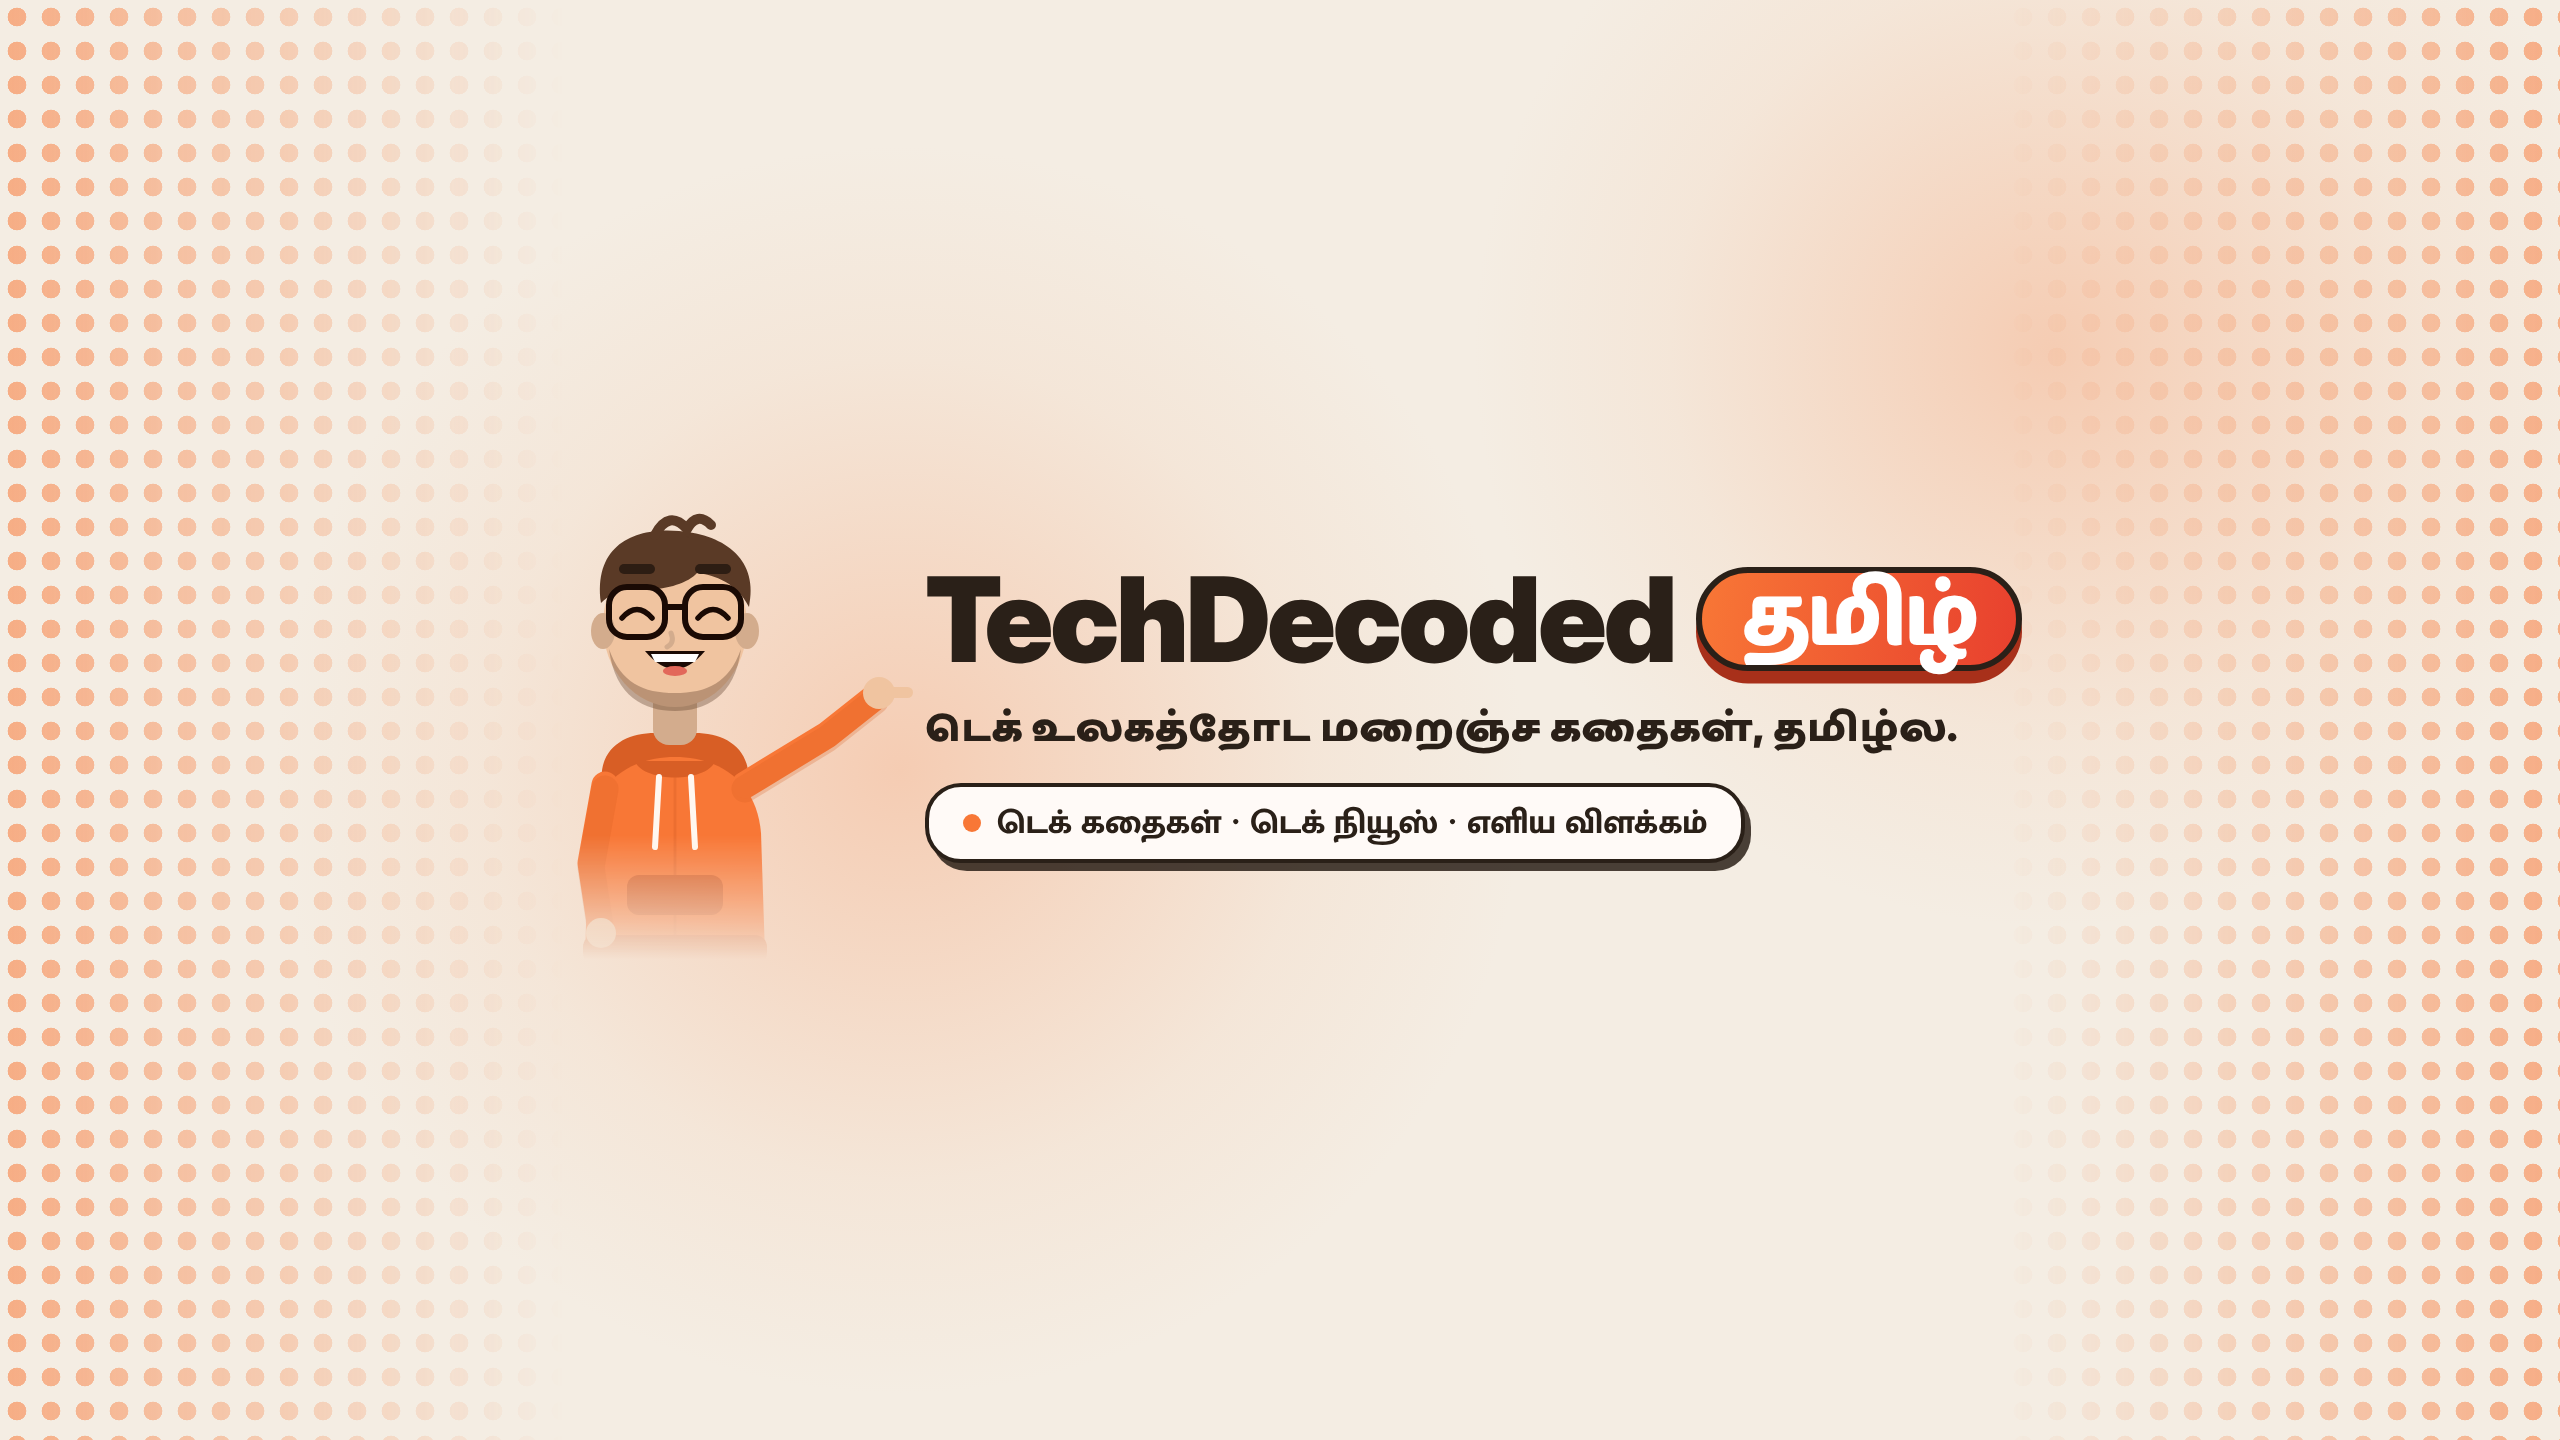 TechDecoded தமிழ்
டெக் உலகத்தோட மறைஞ்ச கதைகள், தமிழ்ல.
டெக் கதைகள் · டெக் நியூஸ் · எளிய விளக்கம்